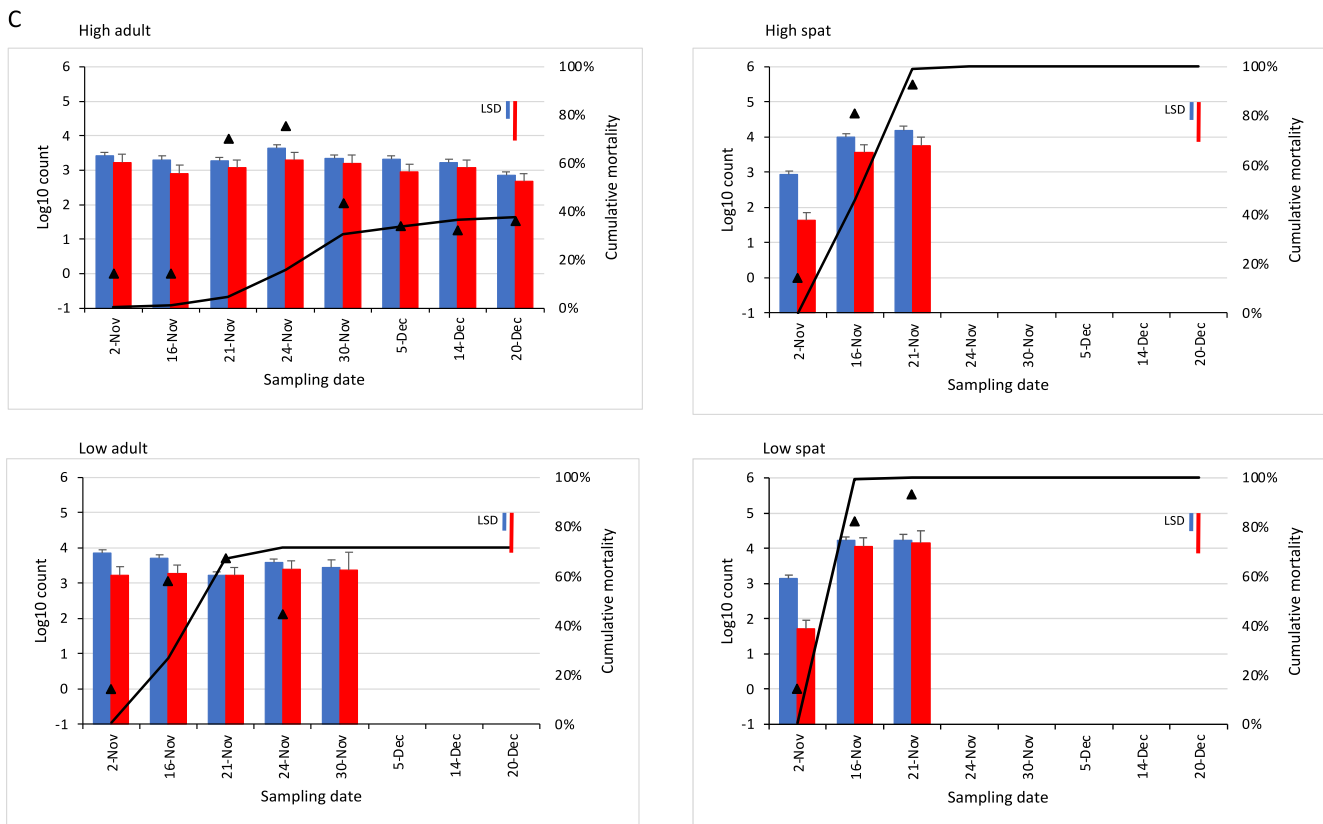 C
High adult
6
5
4
3
2
1
0
-1
Log10 count
100%
80%
60%
40%
20%
0%
Cumulative mortality
LSD
2-Nov
16-Nov
21-Nov
24-Nov
30-Nov
5-Dec
14-Dec
20-Dec
Sampling date
High spat
6
5
4
3
2
1
0
-1
Log10 count
100%
80%
60%
40%
20%
0%
Cumulative mortality
LSD
2-Nov
16-Nov
21-Nov
24-Nov
30-Nov
5-Dec
14-Dec
20-Dec
Sampling date
Low adult
6
5
4
3
2
1
0
-1
Log10 count
100%
80%
60%
40%
20%
0%
Cumulative mortality
LSD
2-Nov
16-Nov
21-Nov
24-Nov
30-Nov
5-Dec
14-Dec
20-Dec
Sampling date
Low spat
6
5
4
3
2
1
0
-1
Log10 count
100%
80%
60%
40%
20%
0%
Cumulative mortality
LSD
2-Nov
16-Nov
21-Nov
24-Nov
30-Nov
5-Dec
14-Dec
20-Dec
Sampling date